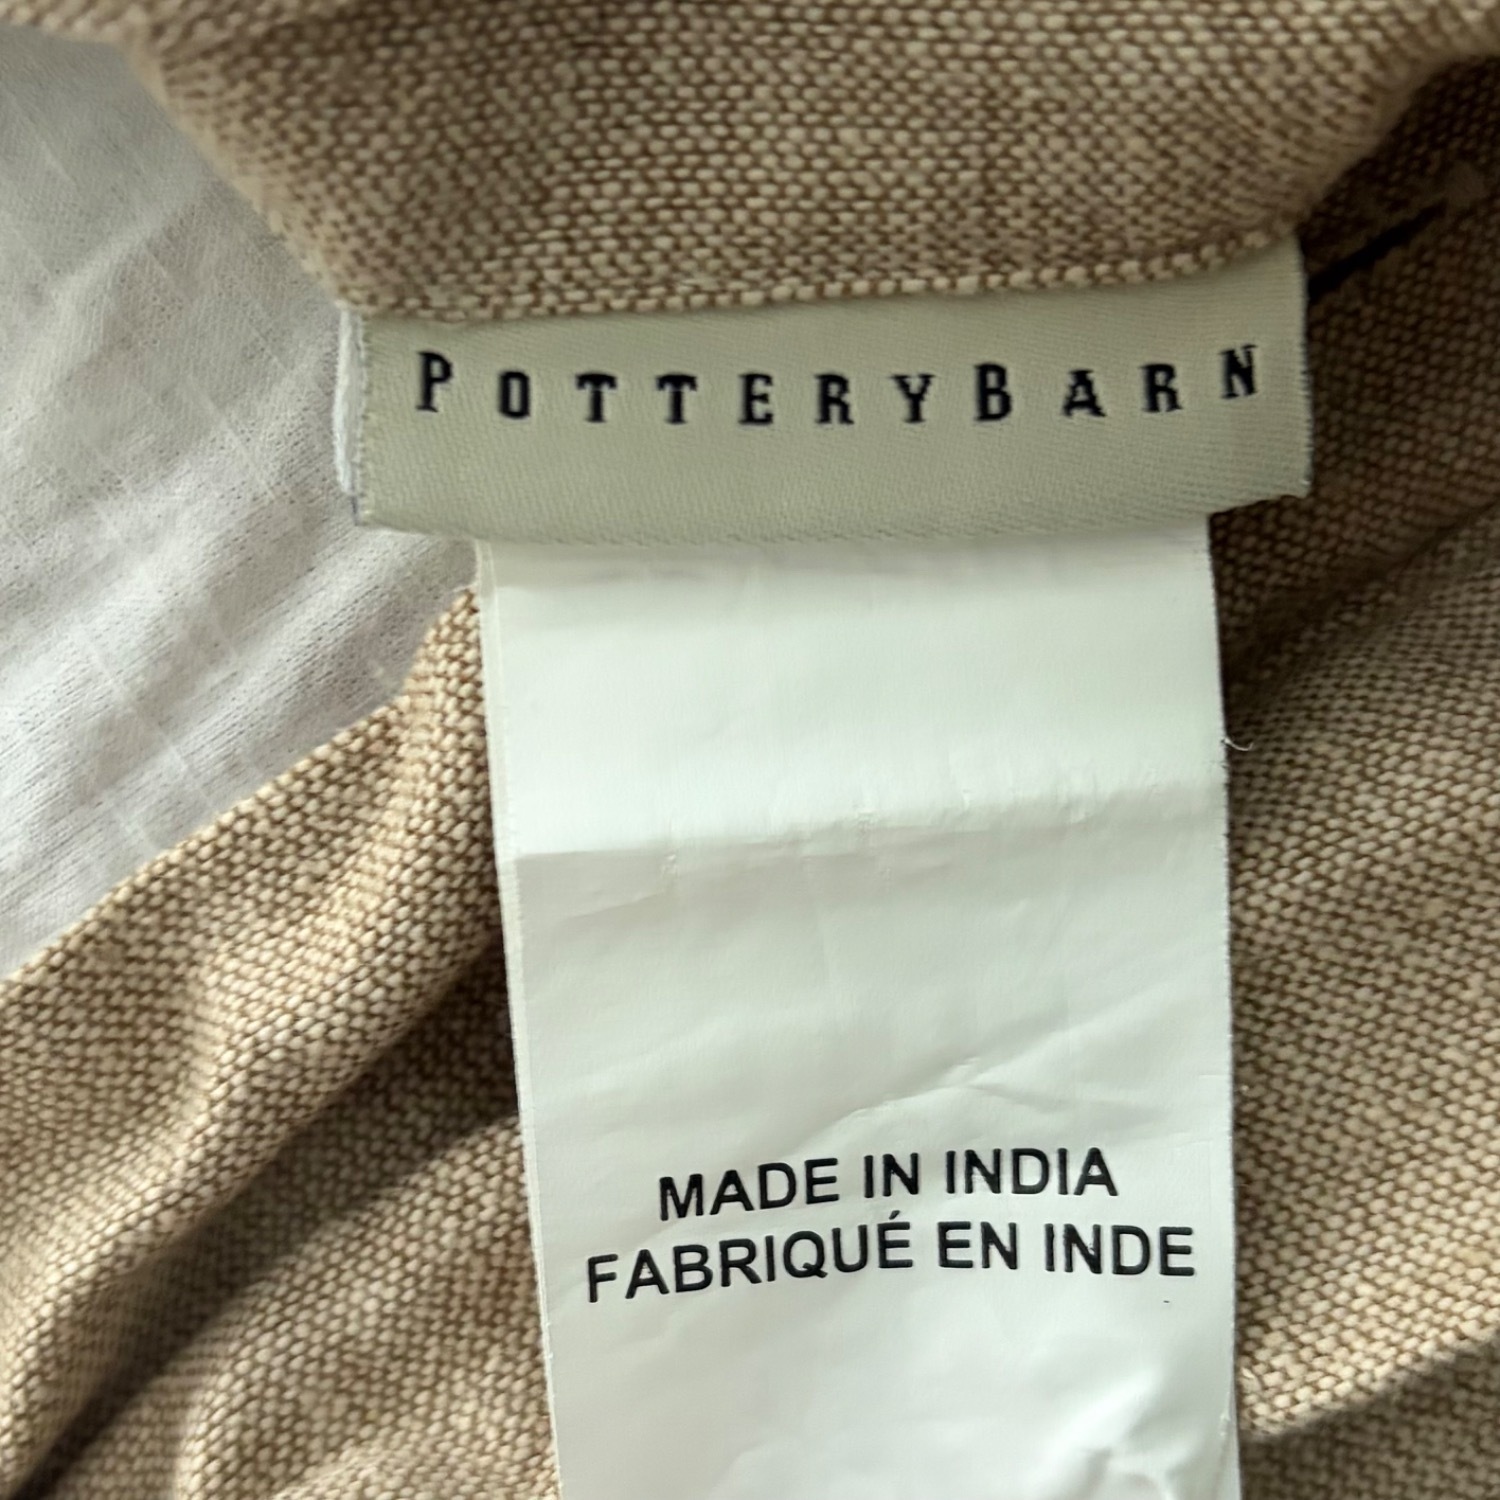 POTTERYBARN
MADE IN INDIA
FABRIQUÉ EN INDE